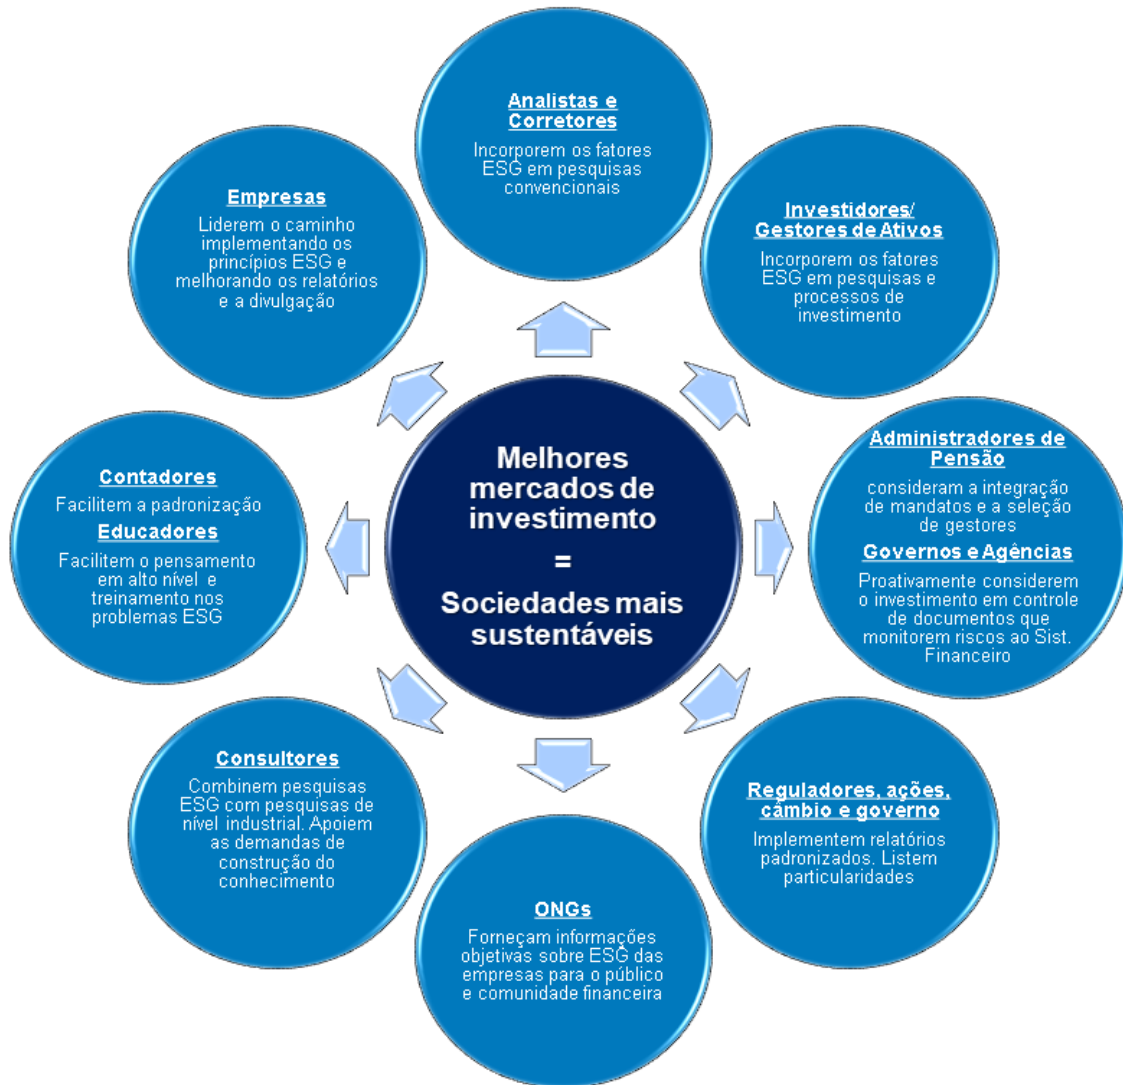 Analistas e
Corretores
Incorporem os fatores
ESG em pesquisas
convencionais
Investidores/
Gestores de Ativos
Incorporem os fatores
ESG em pesquisas e
processos de
investimento
Administradores de
Pensão
consideram a integração
de mandatos e a seleção
de gestores
Governos e Agências
Proativamente considerem
o investimento em controle
de documentos que
monitorem riscos ao Sist.
Financeiro
Reguladores, ações,
câmbio e governo
Implementem relatórios
padronizados. Listem
particularidades
ONGs
Forneçam informações
objetivas sobre ESG das
empresas para o público
e comunidade financeira
Consultores
Combinem pesquisas
ESG com pesquisas de
nível industrial. Apoiem
as demandas de
construção do
conhecimento
Contadores
Facilitem a padronização
Educadores
Facilitem o pensamento
em alto nível e
treinamento nos
problemas ESG
Empresas
Liderem o caminho
implementando os
princípios ESG e
melhorando os relatórios
e a divulgação
Melhores
mercados de
investimento
=
Sociedades mais
sustentáveis